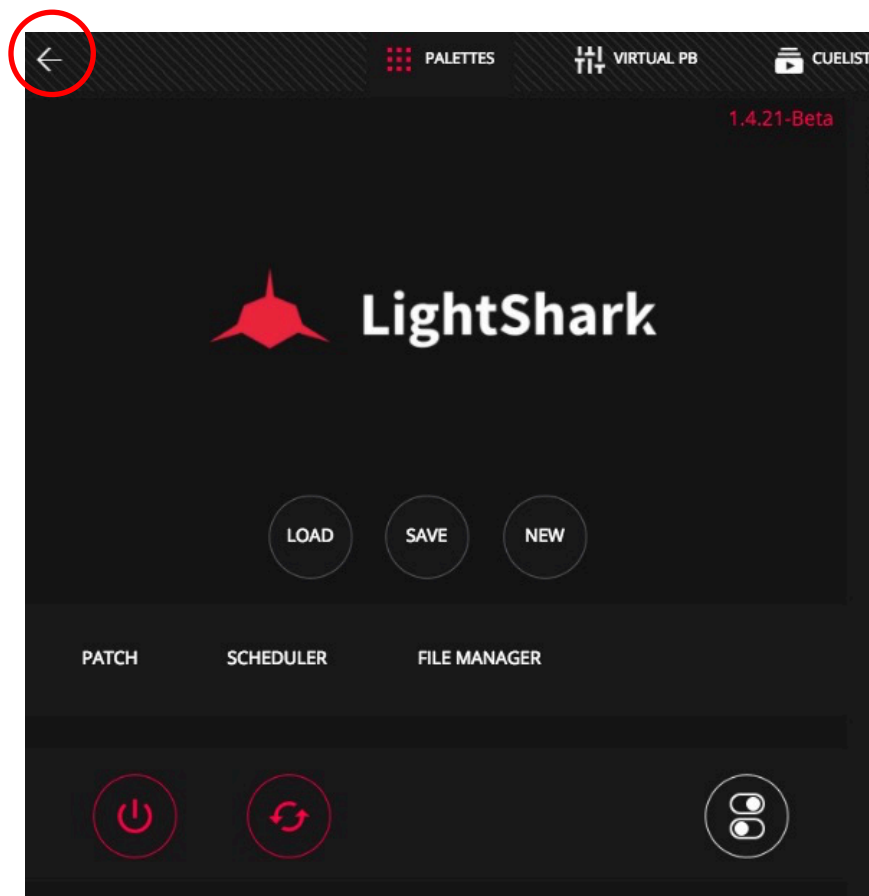 PALETTES VIRTUAL PB CUELIST
1.4.21-Beta
LightShark
LOAD SAVE NEW
PATCH SCHEDULER FILE MANAGER